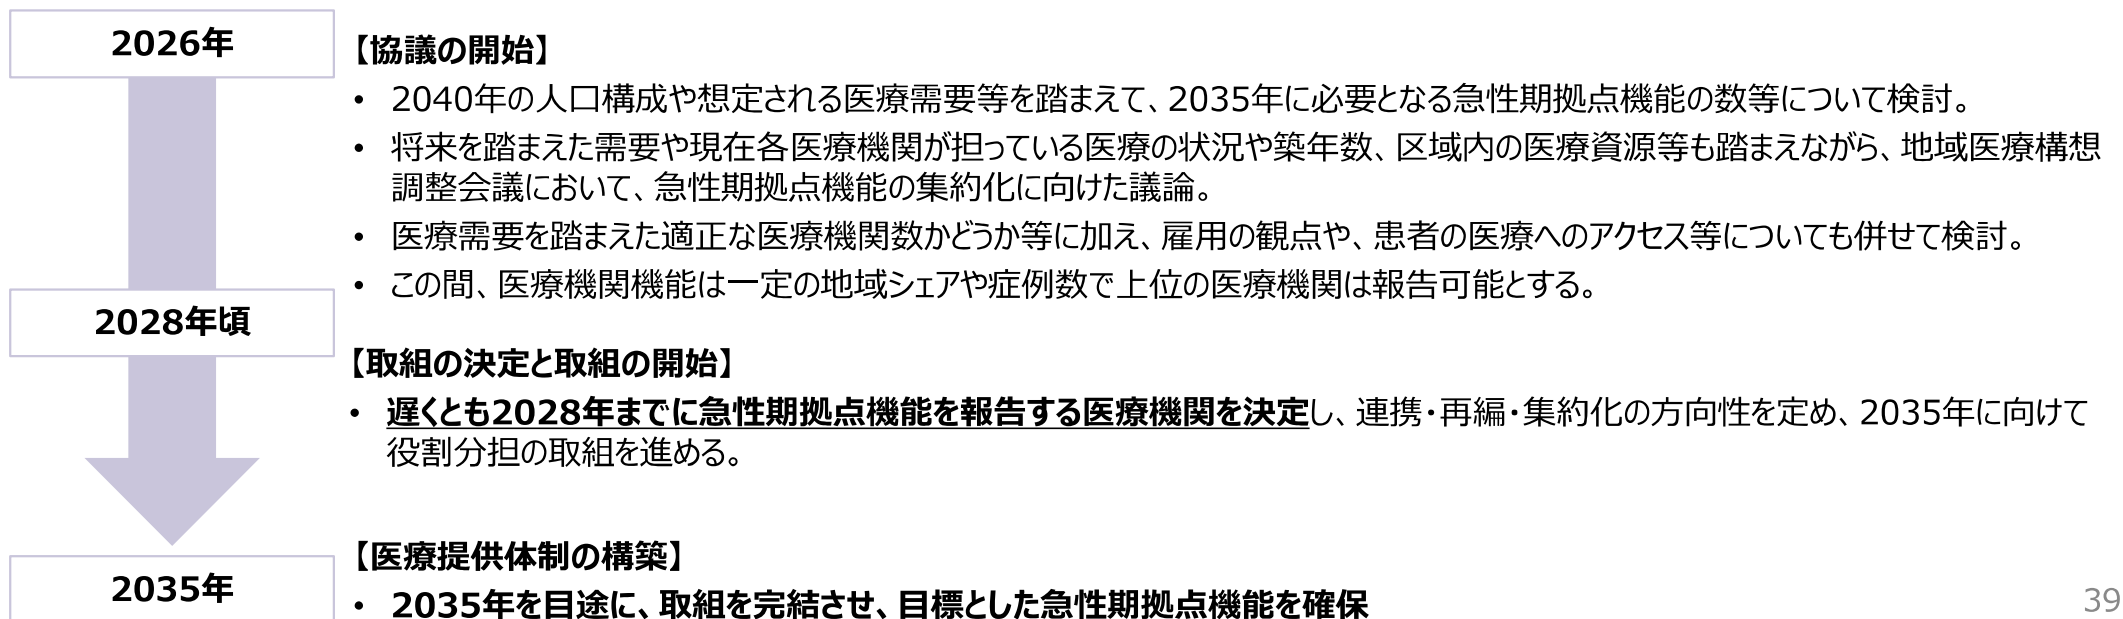 2026年
【協議の開始】
• 2040年の人口構成や想定される医療需要等を踏まえて、2035年に必要となる急性期拠点機能の数等について検討。
• 将来を踏まえた需要や現在各医療機関が担っている医療の状況や築年数、区域内の医療資源等も踏まえながら、地域医療構想
調整会議において、急性期拠点機能の集約化に向けた議論。
• 医療需要を踏まえた適正な医療機関数かどうか等に加え、雇用の観点や、患者の医療へのアクセス等についても併せて検討。
• この間、医療機関機能は一定の地域シェアや症例数で上位の医療機関は報告可能とする。
2028年頃
【取組の決定と取組の開始】
• 遅くとも2028年までに急性期拠点機能を報告する医療機関を決定し、連携・再編・集約化の方向性を定め、2035年に向けて
役割分担の取組を進める。
2035年
【医療提供体制の構築】
• 2035年を目途に、取組を完結させ、目標とした急性期拠点機能を確保
39